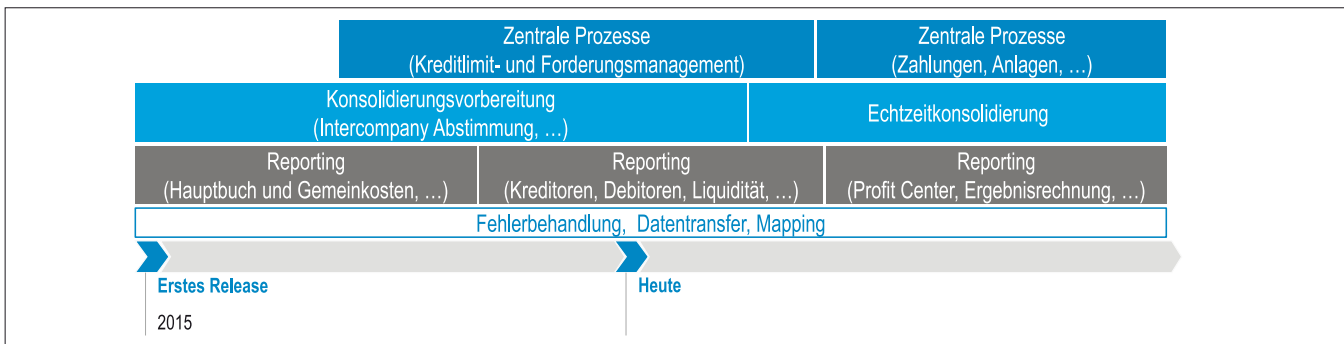 Zentrale Prozesse
(Kreditlimit- und Forderungsmanagement)
Zentrale Prozesse
(Zahlungen, Anlagen, …)
Konsolidierungsvorbereitung
(Intercompany Abstimmung, …)
Echtzeitkonsolidierung
Reporting
(Hauptbuch und Gemeinkosten, …)
Reporting
(Kreditoren, Debitoren, Liquidität, …)
Reporting
(Profit Center, Ergebnisrechnung, …)
Fehlerbehandlung, Datentransfer, Mapping
Erstes Release
Heute
2015